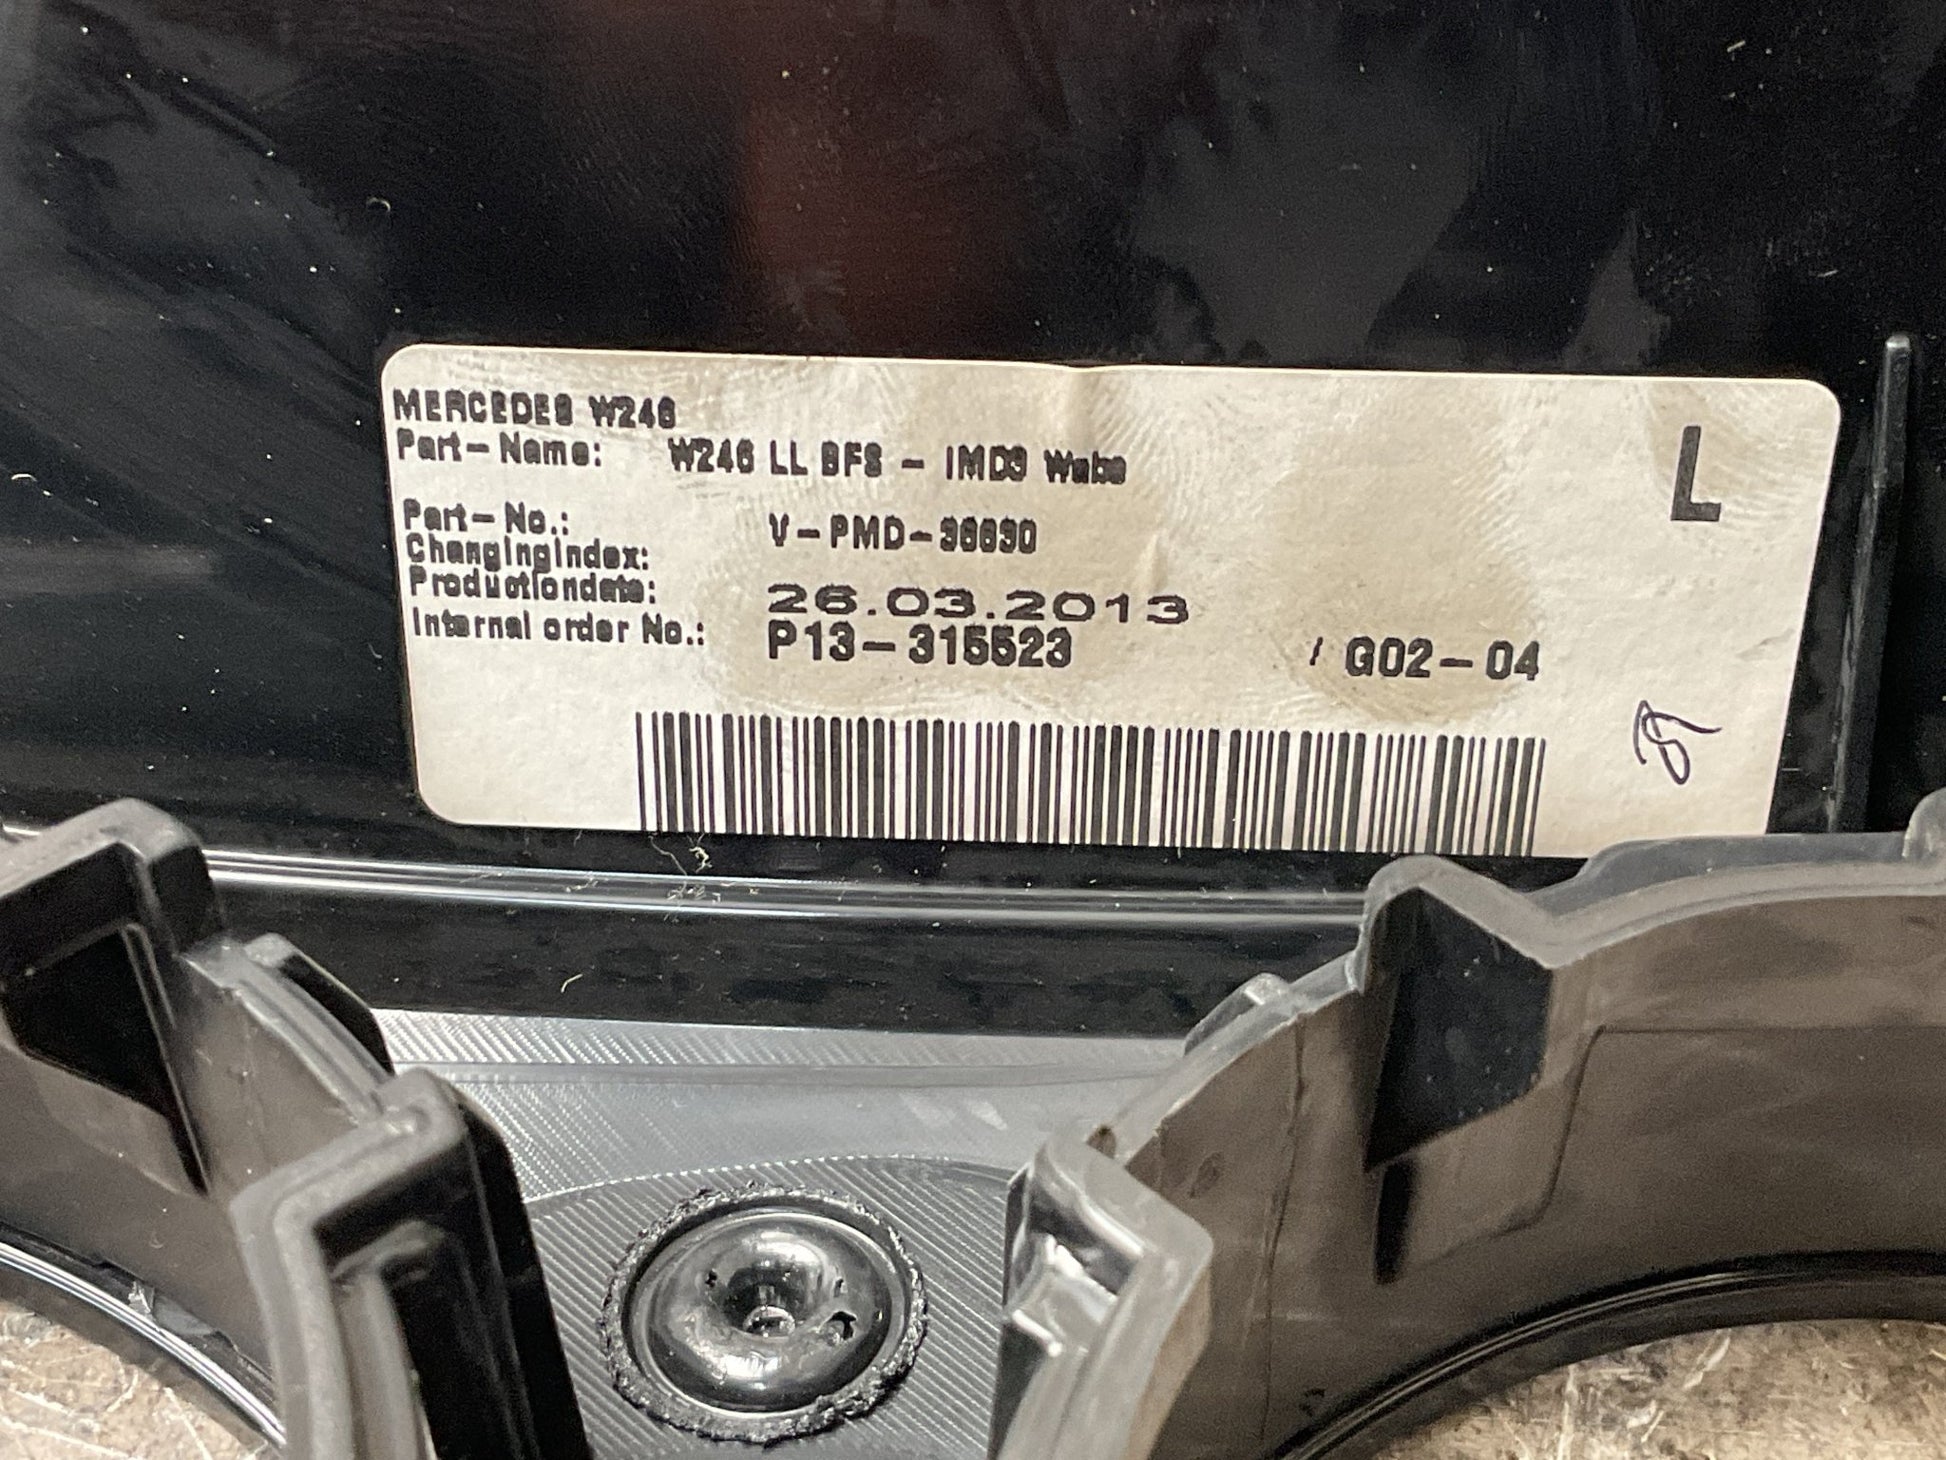 MERCEDES W246
L
Part-Name: W246 LL BFS - IMD3 Wabe
Part-No.: V-PMD-
Changingindex:
Productiondate: 26.03.2013
Internal order No.: P13-315523 / G02-04